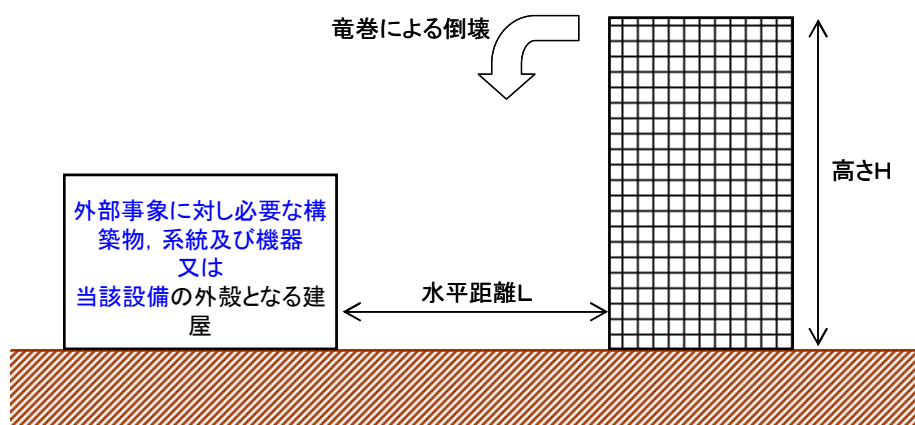 竜巻による倒壊
高さH
外部事象に対し必要な構
築物，系統及び機器
又は
当該設備の外殻となる建
屋
水平距離L